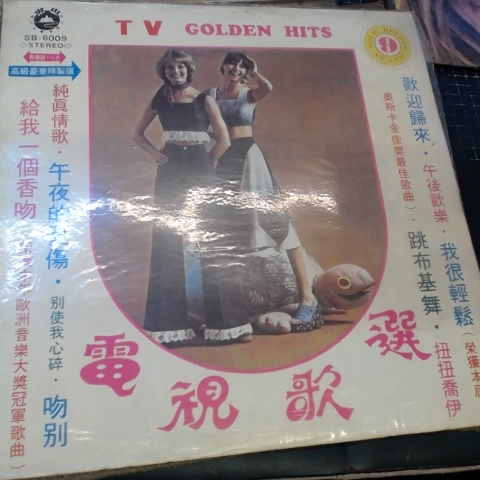 TV GOLDEN HITS
SB-6009
STEREO
高級豪華精製版
9
歡迎歸來・午後歡樂・我很輕鬆
奧斯卡金像獎最佳歌曲
跳布基舞・扭扭喬伊
純真情歌・午夜的・別使我心碎・吻別
給我一個香吻
歐洲音樂大獎冠軍歌曲
電視歌選